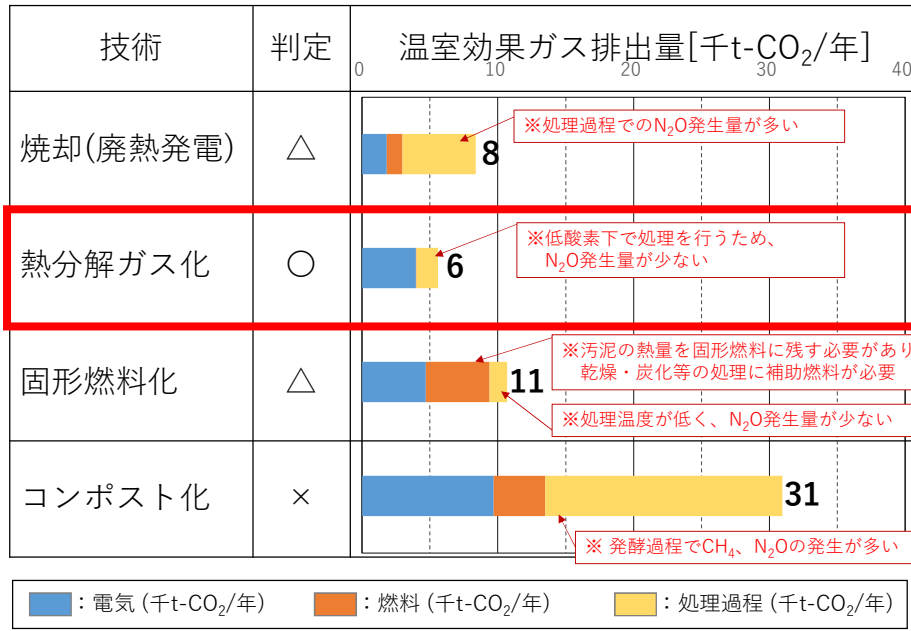 技術
判定
温室効果ガス排出量[千t-CO₂/年]
0
10
20
30
40
焼却(廃熱発電)
△
8
※処理過程でのN₂O発生量が多い
熱分解ガス化
○
6
※低酸素下で処理を行うため、
N₂O発生量が少ない
固形燃料化
△
11
※汚泥の熱量を固形燃料に残す必要があり
乾燥・炭化等の処理に補助燃料が必要
※処理温度が低く、N₂O発生量が少ない
コンポスト化
×
31
※ 発酵過程でCH₄、N₂Oの発生が多い
：電気 (千t-CO₂/年)
：燃料 (千t-CO₂/年)
：処理過程 (千t-CO₂/年)